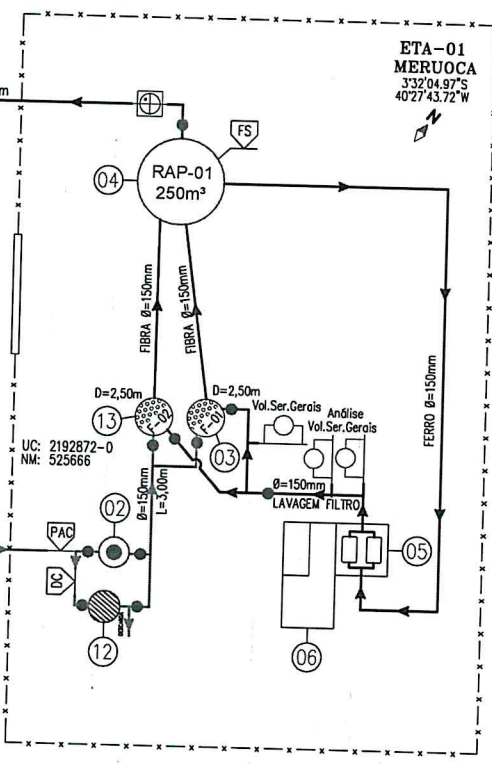 ETA-01
MERUOCA
3°32'04.97"S
40°27'43.72"W
N
m
FS
04
RAP-01
250m³
FIBRA Ø=150mm
FIBRA Ø=150mm
FERRO Ø=150mm
D=2,50m
D=2,50m
Vol.Ser.Gerais
Análise
Vol.Ser.Gerais
13
F-02
F-01
03
UC: 2192872-0
NM: 525666
Ø=150mm
L=3,00m
Ø=150mm
LAVAGEM FILTRO
02
PAC
DC
05
12
06